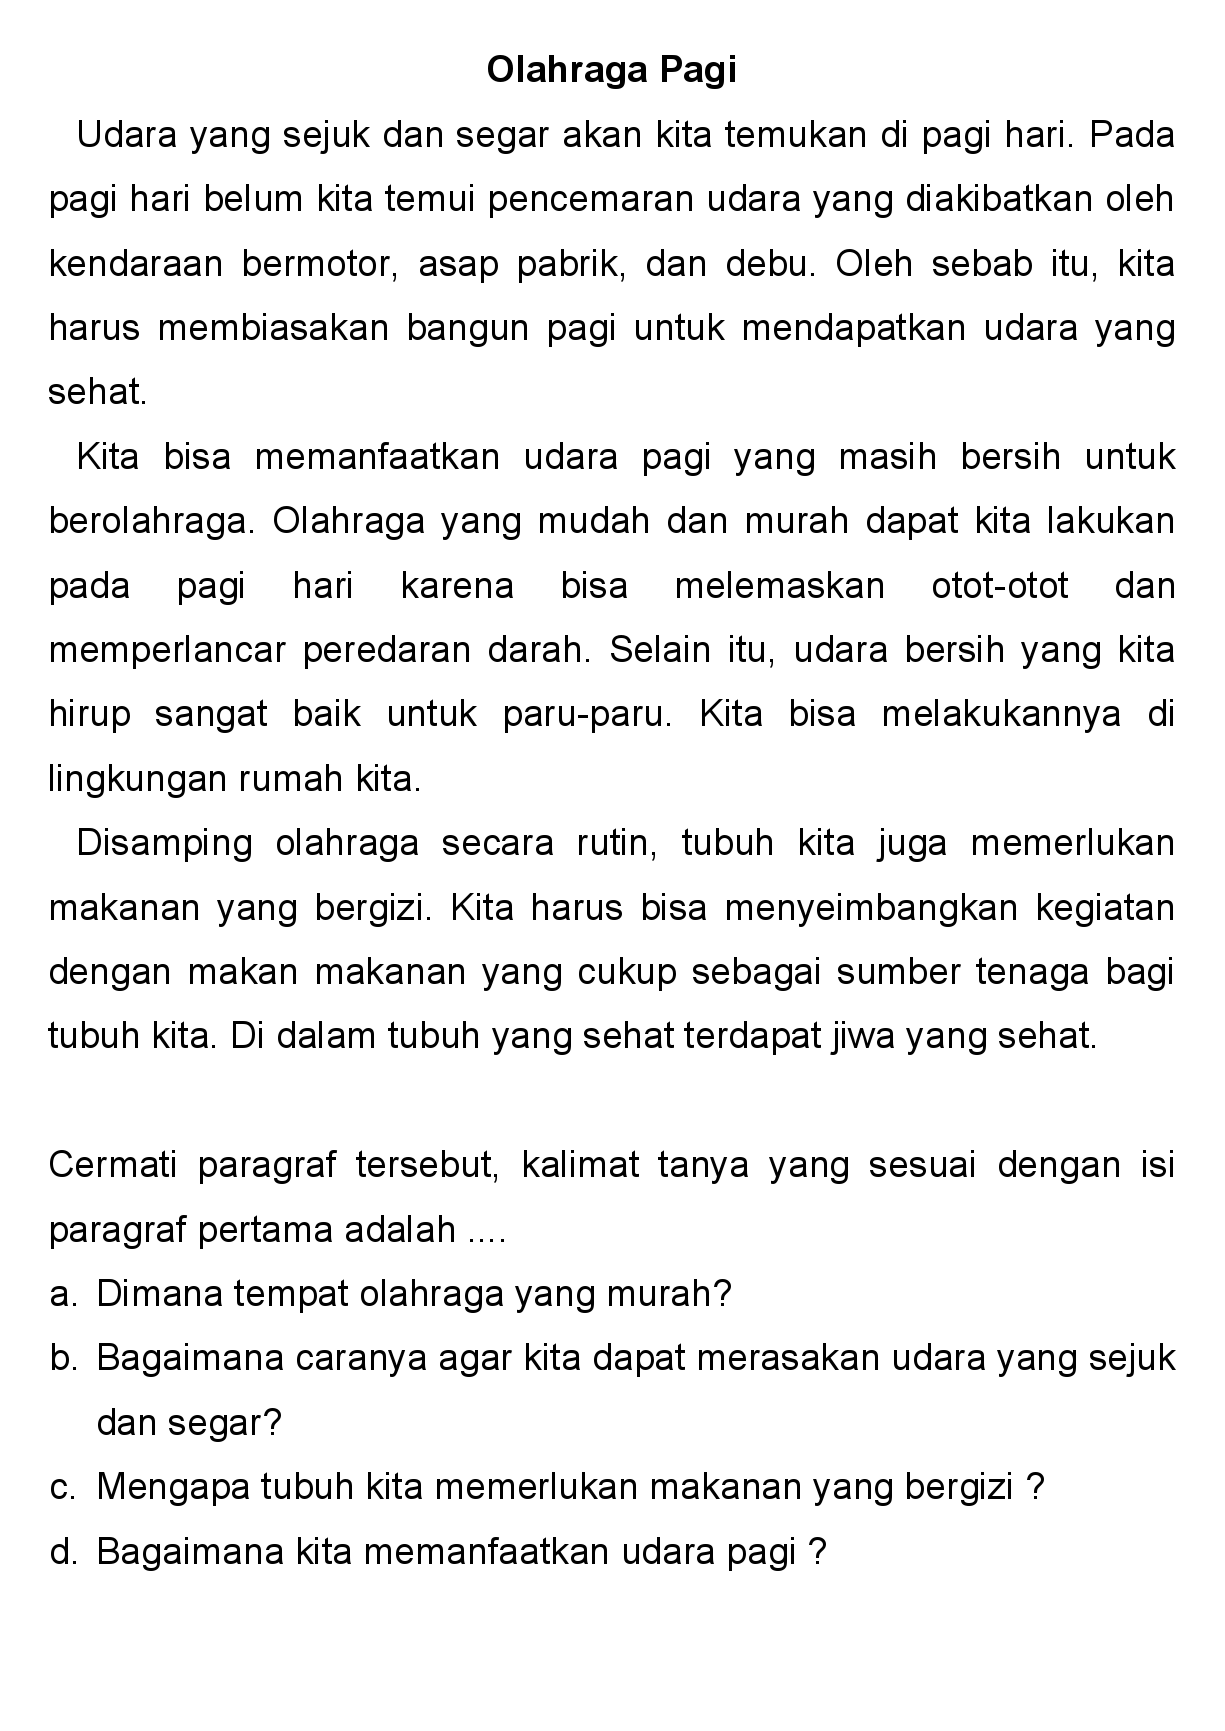 Olahraga Pagi
Udara yang sejuk dan segar akan kita temukan di pagi hari. Pada
pagi hari belum kita temui pencemaran udara yang diakibatkan oleh
kendaraan bermotor, asap pabrik, dan debu. Oleh sebab itu, kita
harus membiasakan bangun pagi untuk mendapatkan udara yang
sehat.
Kita bisa memanfaatkan udara pagi yang masih bersih untuk
berolahraga. Olahraga yang mudah dan murah dapat kita lakukan
pada pagi hari karena bisa melemaskan otot-otot dan
memperlancar peredaran darah. Selain itu, udara bersih yang kita
hirup sangat baik untuk paru-paru. Kita bisa melakukannya di
lingkungan rumah kita.
Disamping olahraga secara rutin, tubuh kita juga memerlukan
makanan yang bergizi. Kita harus bisa menyeimbangkan kegiatan
dengan makan makanan yang cukup sebagai sumber tenaga bagi
tubuh kita. Di dalam tubuh yang sehat terdapat jiwa yang sehat.
Cermati paragraf tersebut, kalimat tanya yang sesuai dengan isi
paragraf pertama adalah ....
a. Dimana tempat olahraga yang murah?
b. Bagaimana caranya agar kita dapat merasakan udara yang sejuk
dan segar?
c. Mengapa tubuh kita memerlukan makanan yang bergizi ?
d. Bagaimana kita memanfaatkan udara pagi ?